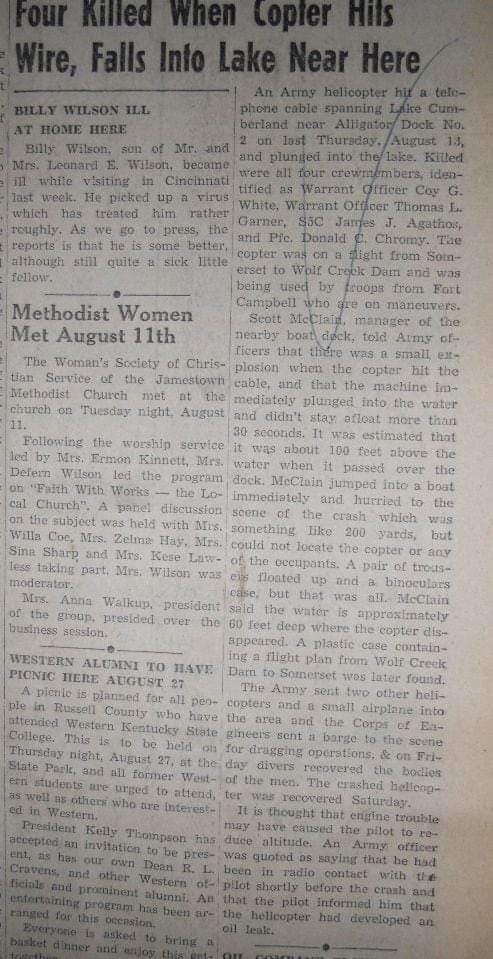 Four Killed When Copter Hits
Wire, Falls Into Lake Near Here
BILLY WILSON ILL
AT HOME HERE
Billy Wilson, son of Mr. and
Mrs. Leonard E. Wilson, became
ill while visiting in Cincinnati
last week. He picked up a virus
which has treated him rather
roughly. As we go to press, the
reports is that he is some better,
although still quite a sick little
fellow.
Methodist Women
Met August 11th
The Woman's Society of Chris-
tian Service of the Jamestown
Methodist Church met at the
church on Tuesday night, August
11.
Following the worship service
led by Mrs. Ermon Kinnett, Mrs.
Defern Wilson led the program
on "Faith With Works — the Lo-
cal Church". A panel discussion
on the subject was held with Mrs.
Willa Coe, Mrs. Zelma Hay, Mrs.
Sina Sharp and Mrs. Kese Law-
less taking part. Mrs. Wilson was
moderator.
Mrs. Anna Walkup, president
of the group, presided over the
business session.
WESTERN ALUMNI TO HAVE
PICNIC HERE AUGUST 27
A picnic is planned for all peo-
ple in Russell County who have
attended Western Kentucky State
College. This is to be held on
Thursday night, August 27, at the
State Park, and all former West-
ern students are urged to attend,
as well as others who are interest-
ed in Western.
President Kelly Thompson has
accepted an invitation to be pres-
ent, as has our own Dean R. L.
Cravens, and other Western of-
ficials and prominent alumni. An
entertaining program has been ar-
ranged for this occasion.
Everyone is asked to bring a
basket dinner and enjoy this get-
together
An Army helicopter hit a tele-
phone cable spanning Lake Cum-
berland near Alligator Dock No.
2 on last Thursday, August 13,
and plunged into the lake. Killed
were all four crewmembers, iden-
tified as Warrant Officer Coy G.
White, Warrant Officer Thomas L.
Garner, S5C James J. Agathos,
and Pfc. Donald C. Chromy. The
copter was on a flight from Som-
erset to Wolf Creek Dam and was
being used by troops from Fort
Campbell who are on maneuvers.
Scott McClain, manager of the
nearby boat dock, told Army of-
ficers that there was a small ex-
plosion when the copter hit the
cable, and that the machine im-
mediately plunged into the water
and didn't stay afloat more than
30 seconds. It was estimated that
it was about 100 feet above the
water when it passed over the
dock. McClain jumped into a boat
immediately and hurried to the
scene of the crash which was
something like 200 yards, but
could not locate the copter or any
of the occupants. A pair of trous-
ers floated up and a binoculars
case, but that was all. McClain
said the water is approximately
60 feet deep where the copter dis-
appeared. A plastic case contain-
ing a flight plan from Wolf Creek
Dam to Somerset was later found.
The Army sent two other heli-
copters and a small airplane into
the area and the Corps of En-
gineers sent a barge to the scene
for dragging operations, & on Fri-
day divers recovered the bodies
of the men. The crashed helicop-
ter was recovered Saturday.
It is thought that engine trouble
may have caused the pilot to re-
duce altitude. An Army officer
was quoted as saying that he had
been in radio contact with the
pilot shortly before the crash and
that the pilot informed him that
the helicopter had developed an
oil leak.